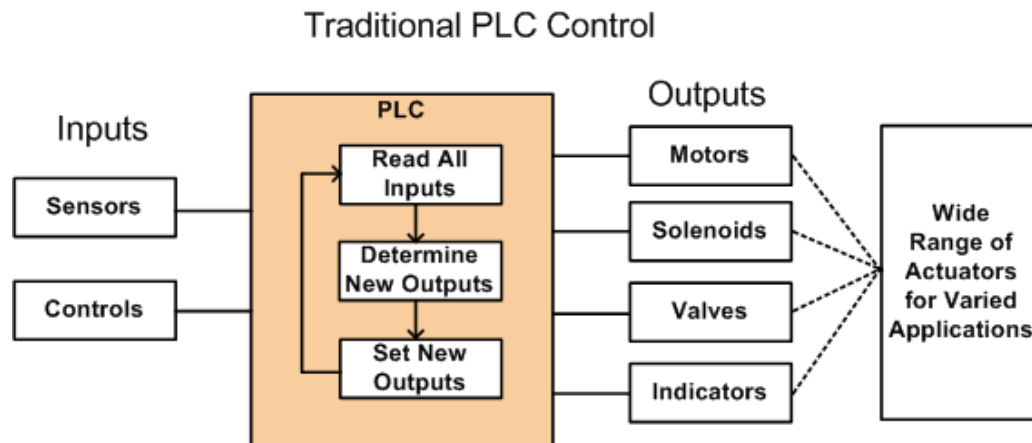 Traditional PLC Control
Inputs
Sensors
Controls
PLC
Read All
Inputs
Determine
New Outputs
Set New
Outputs
Outputs
Motors
Solenoids
Valves
Indicators
Wide
Range of
Actuators
for Varied
Applications